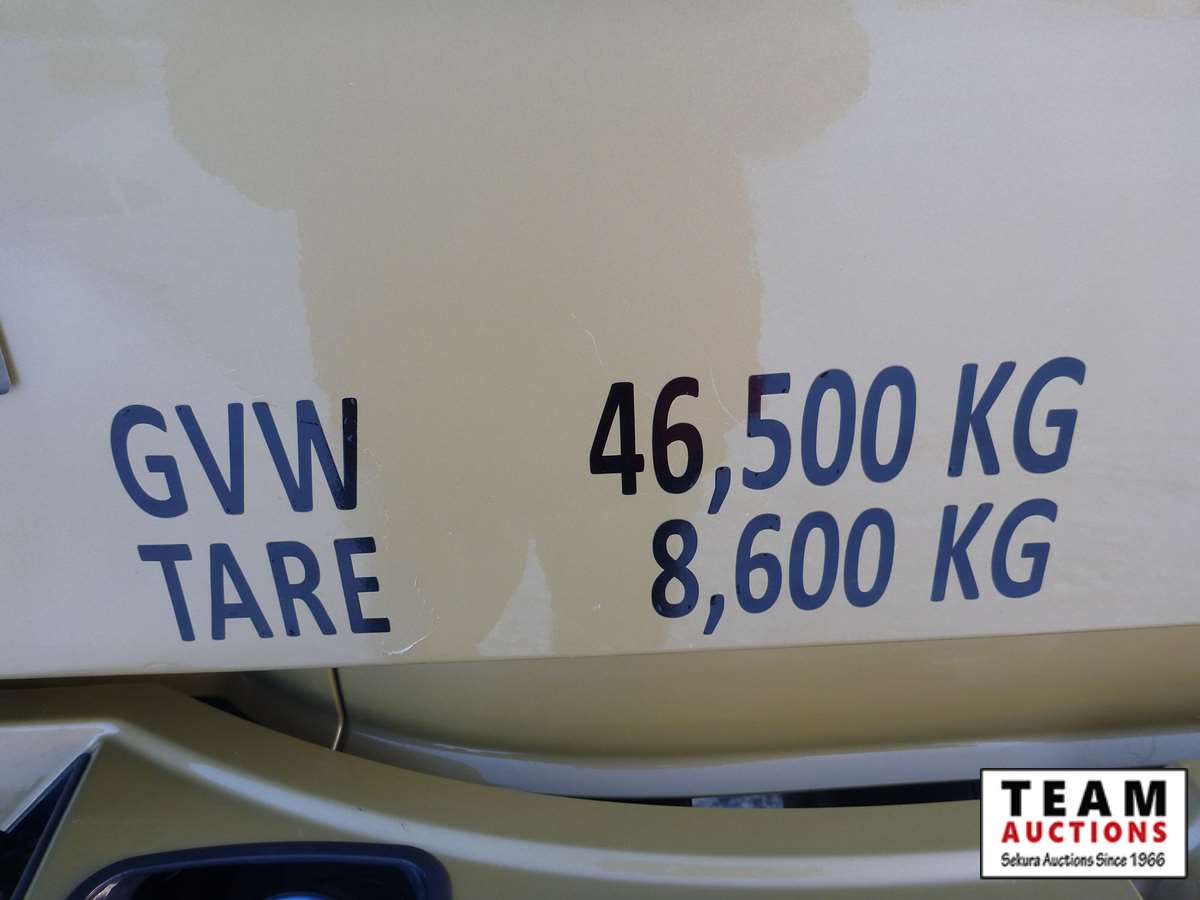 GVW 46,500 KG
TARE 8,600 KG
TEAM
AUCTIONS
Sekura Auctions Since 1966